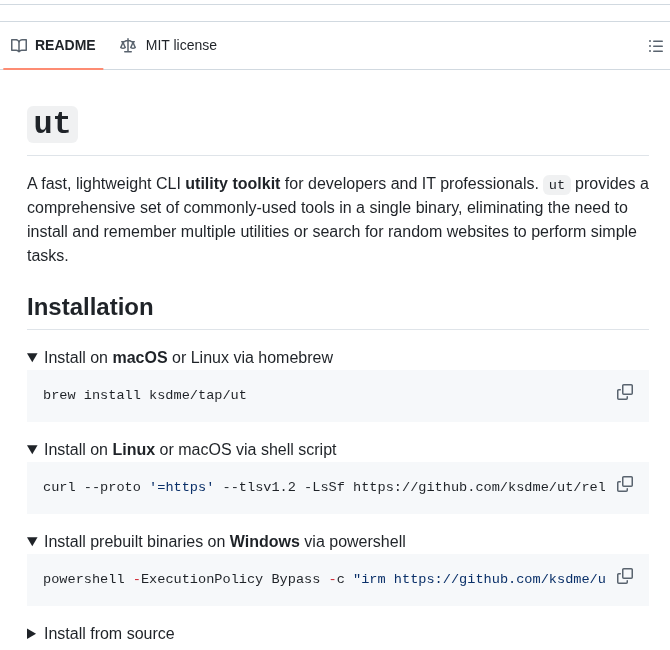 README MIT license
ut
A fast, lightweight CLI utility toolkit for developers and IT professionals. ut provides a
comprehensive set of commonly-used tools in a single binary, eliminating the need to
install and remember multiple utilities or search for random websites to perform simple
tasks.
Installation
Install on macOS or Linux via homebrew
brew install ksdme/tap/ut
Install on Linux or macOS via shell script
curl --proto '=https' --tlsv1.2 -LsSf https://github.com/ksdme/ut/rel
Install prebuilt binaries on Windows via powershell
powershell -ExecutionPolicy Bypass -c "irm https://github.com/ksdme/u
Install from source